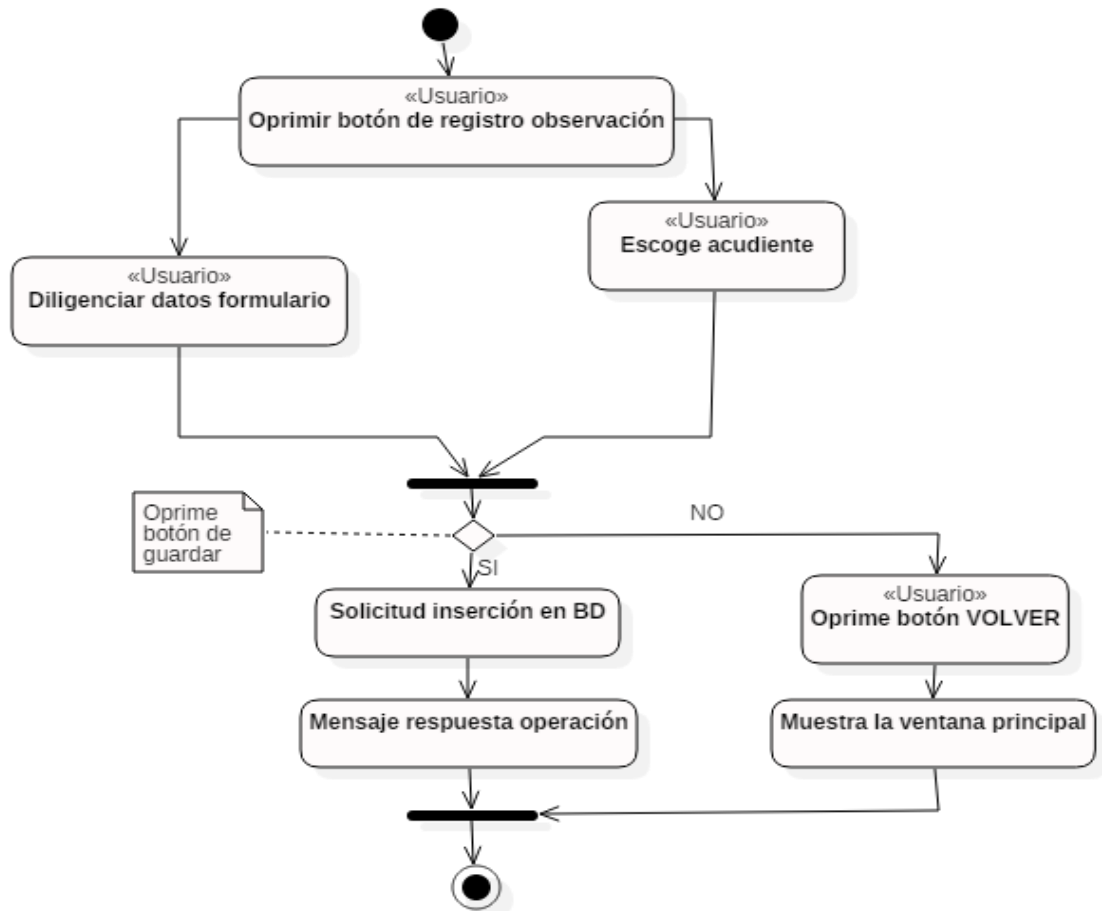 «Usuario»
Oprimir botón de registro observación
«Usuario»
Escoge acudiente
«Usuario»
Diligenciar datos formulario
Oprime
botón de
guardar
NO
SI
Solicitud inserción en BD
«Usuario»
Oprime botón VOLVER
Mensaje respuesta operación
Muestra la ventana principal